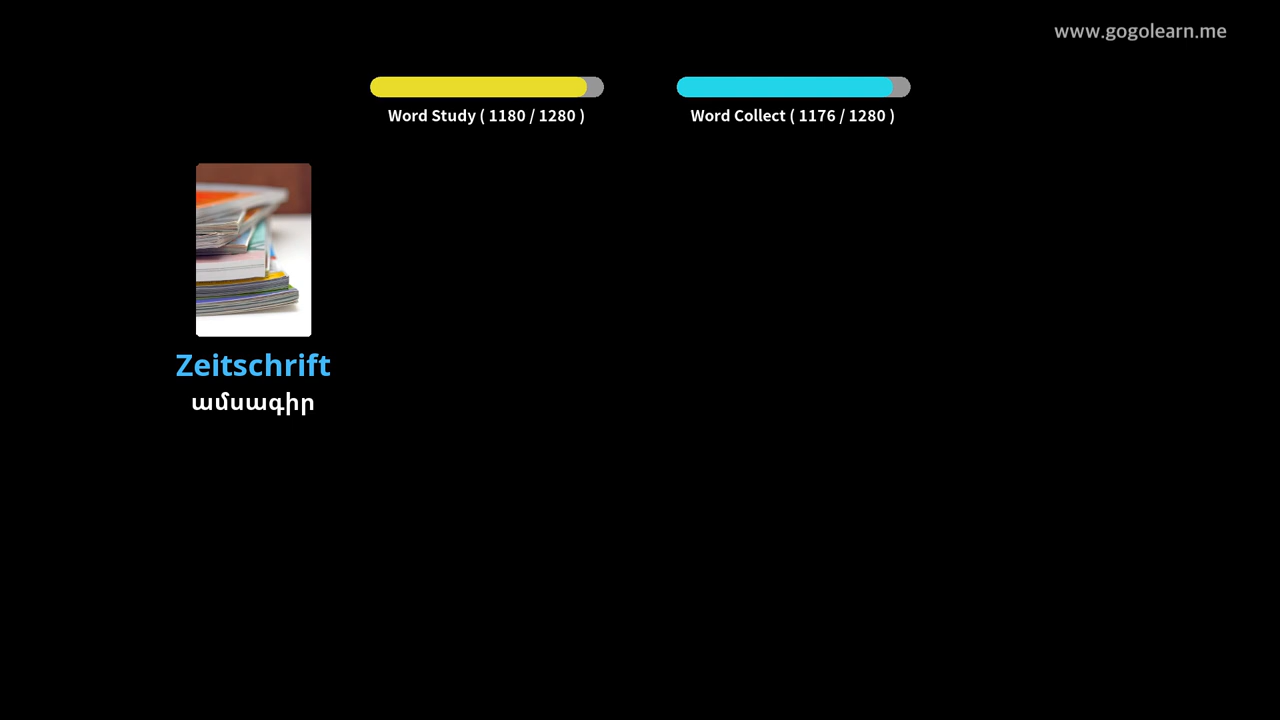 www.gogolearn.me
Word Study ( 1180 / 1280 )
Word Collect ( 1176 / 1280 )
Zeitschrift
ամսագիր